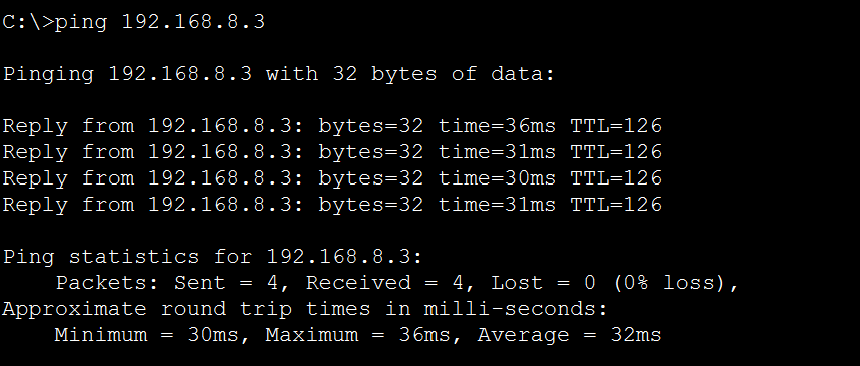 C:\>ping 192.168.8.3
Pinging 192.168.8.3 with 32 bytes of data:
Reply from 192.168.8.3: bytes=32 time=36ms TTL=126
Reply from 192.168.8.3: bytes=32 time=31ms TTL=126
Reply from 192.168.8.3: bytes=32 time=30ms TTL=126
Reply from 192.168.8.3: bytes=32 time=31ms TTL=126
Ping statistics for 192.168.8.3:
    Packets: Sent = 4, Received = 4, Lost = 0 (0% loss),
Approximate round trip times in milli-seconds:
    Minimum = 30ms, Maximum = 36ms, Average = 32ms